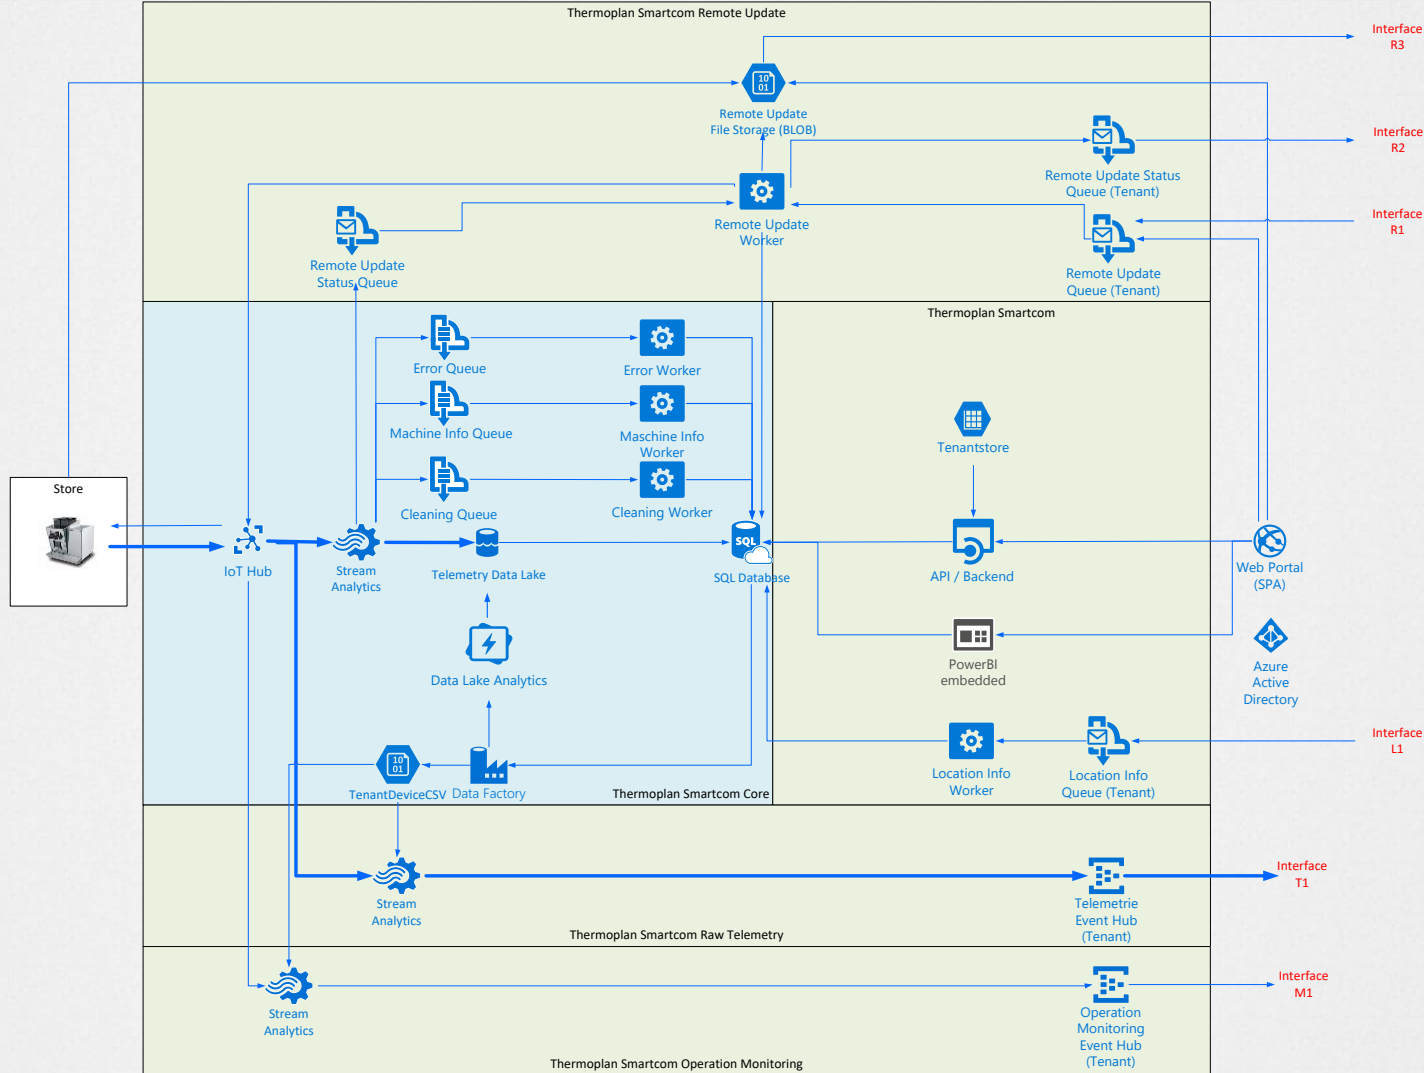 Thermoplan Smartcom Remote Update
Interface
R3
10
01
Remote Update
File Storage (BLOB)
Interface
R2
Remote Update Status
Queue (Tenant)
Interface
R1
Remote Update
Worker
Remote Update
Status Queue
Remote Update
Queue (Tenant)
Thermoplan Smartcom
Error Queue
Error Worker
Machine Info Queue
Maschine Info
Worker
Tenantstore
Store
Cleaning Queue
Cleaning Worker
SQL
IoT Hub
Stream
Analytics
Telemetry Data Lake
SQL Database
API / Backend
Web Portal
(SPA)
Data Lake Analytics
PowerBI
embedded
Azure
Active
Directory
Interface
L1
10
01
TenantDeviceCSV
Data Factory
Thermoplan Smartcom Core
Location Info
Worker
Location Info
Queue (Tenant)
Interface
T1
Stream
Analytics
Telemetrie
Event Hub
(Tenant)
Thermoplan Smartcom Raw Telemetry
Interface
M1
Stream
Analytics
Operation
Monitoring
Event Hub
(Tenant)
Thermoplan Smartcom Operation Monitoring